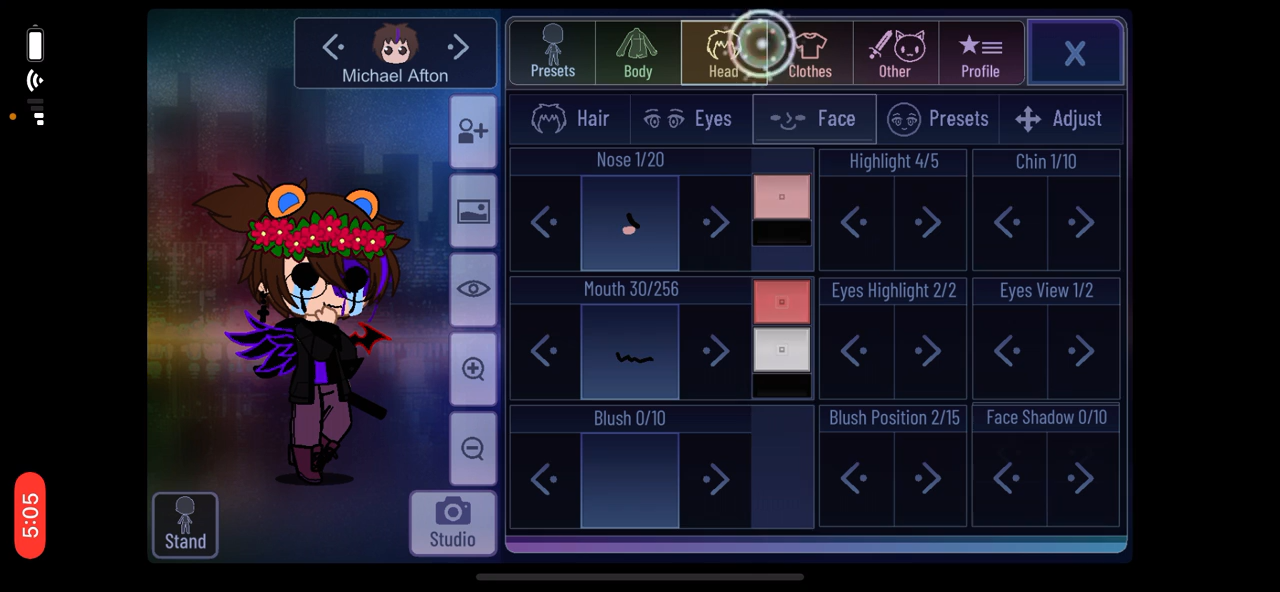 5:05
Michael Afton
Presets
Body
Head
Clothes
Other
Profile
X
Hair
Eyes
Face
Presets
Adjust
Nose 1/20
Highlight 4/5
Chin 1/10
Mouth 30/256
Eyes Highlight 2/2
Eyes View 1/2
Blush 0/10
Blush Position 2/15
Face Shadow 0/10
Stand
Studio